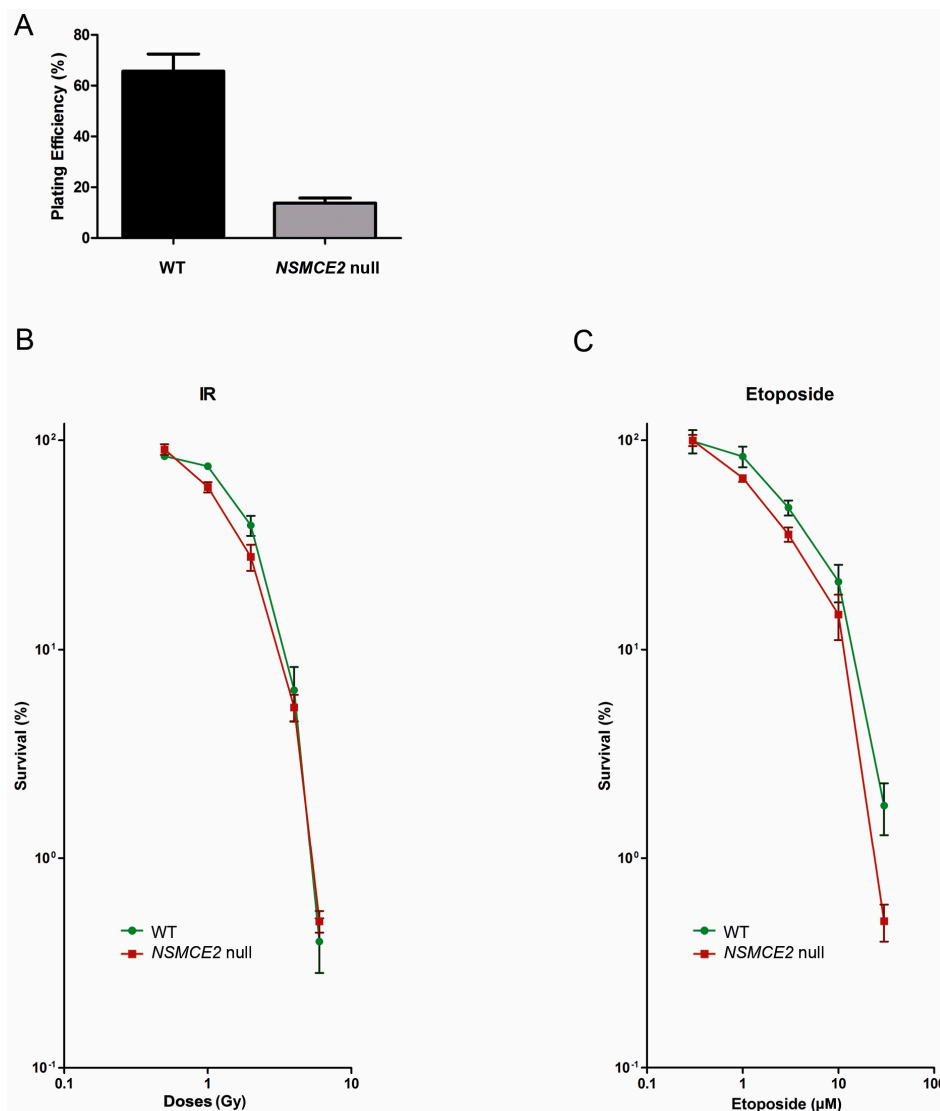 A
Plating Efficiency (%)
80
60
40
20
0
WT
NSMCE2 null
B
IR
Survival (%)
10²
10¹
10⁰
10⁻¹
WT
NSMCE2 null
0.1
1
10
Doses (Gy)
C
Etoposide
Survival (%)
10²
10¹
10⁰
10⁻¹
WT
NSMCE2 null
0.1
1
10
100
Etoposide (µM)